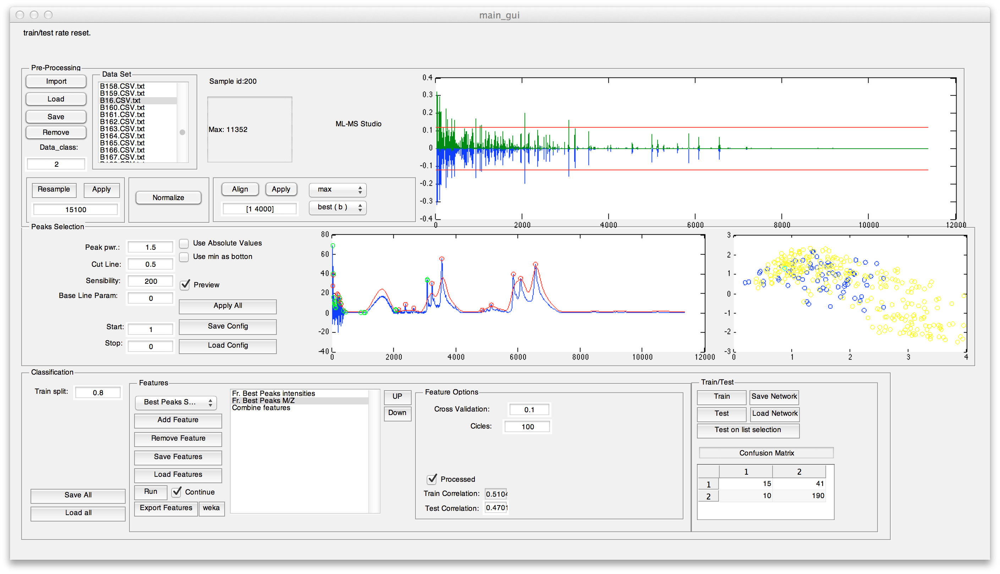 main_gui
train/test rate reset.
Pre-Processing
Import
Load
Save
Remove
Data_class:
2
Data Set
B158.CSV.txt
B159.CSV.txt
B16.CSV.txt
B160.CSV.txt
B161.CSV.txt
B162.CSV.txt
B163.CSV.txt
B164.CSV.txt
B165.CSV.txt
B166.CSV.txt
B167.CSV.txt
Sample id:200
Max: 11352
ML-MS Studio
0.4
0.3
0.2
0.1
0
-0.1
-0.2
-0.3
-0.4
0 2000 4000 6000 8000 10000 12000
Resample Apply
15100
Normalize
Align Apply max
[1 4000] best ( b )
Peaks Selection
Peak pwr.: 1.5
Cut Line: 0.5
Sensibility: 200
Base Line Param: 0
Start: 1
Stop: 0
Use Absolute Values
Use min as botton
Preview
Apply All
Save Config
Load Config
80
60
40
20
0
-20
-40
0 2000 4000 6000 8000 10000 12000
3
2
1
0
-1
-2
-3
0 1 2 3 4
Classification
Train split: 0.8
Save All
Load all
Features
Best Peaks S...
Add Feature
Remove Feature
Save Features
Load Features
Run Continue
Export Features weka
Fr. Best Peaks intensities
Fr. Best Peaks M/Z
Combine features
UP
Down
Feature Options
Cross Validation: 0.1
Cicles: 100
Processed
Train Correlation: 0.5104
Test Correlation: 0.4701
Train/Test
Train Save Network
Test Load Network
Test on list selection
Confusion Matrix
1 2
1 15 41
2 10 190